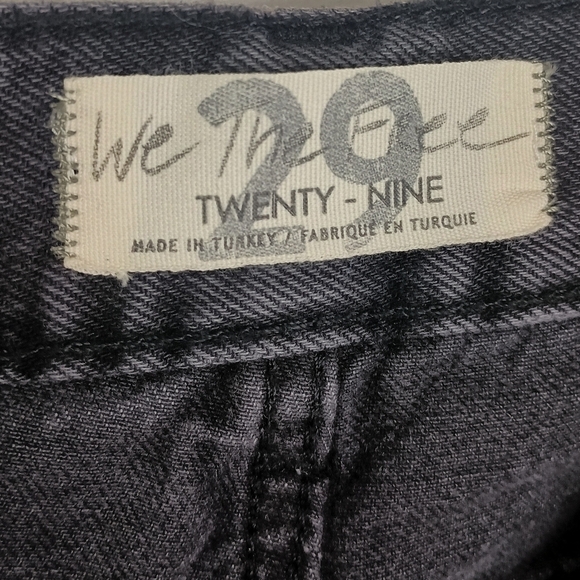 We The Free
29
TWENTY - NINE
MADE IN TURKEY / FABRIQUE EN TURQUIE